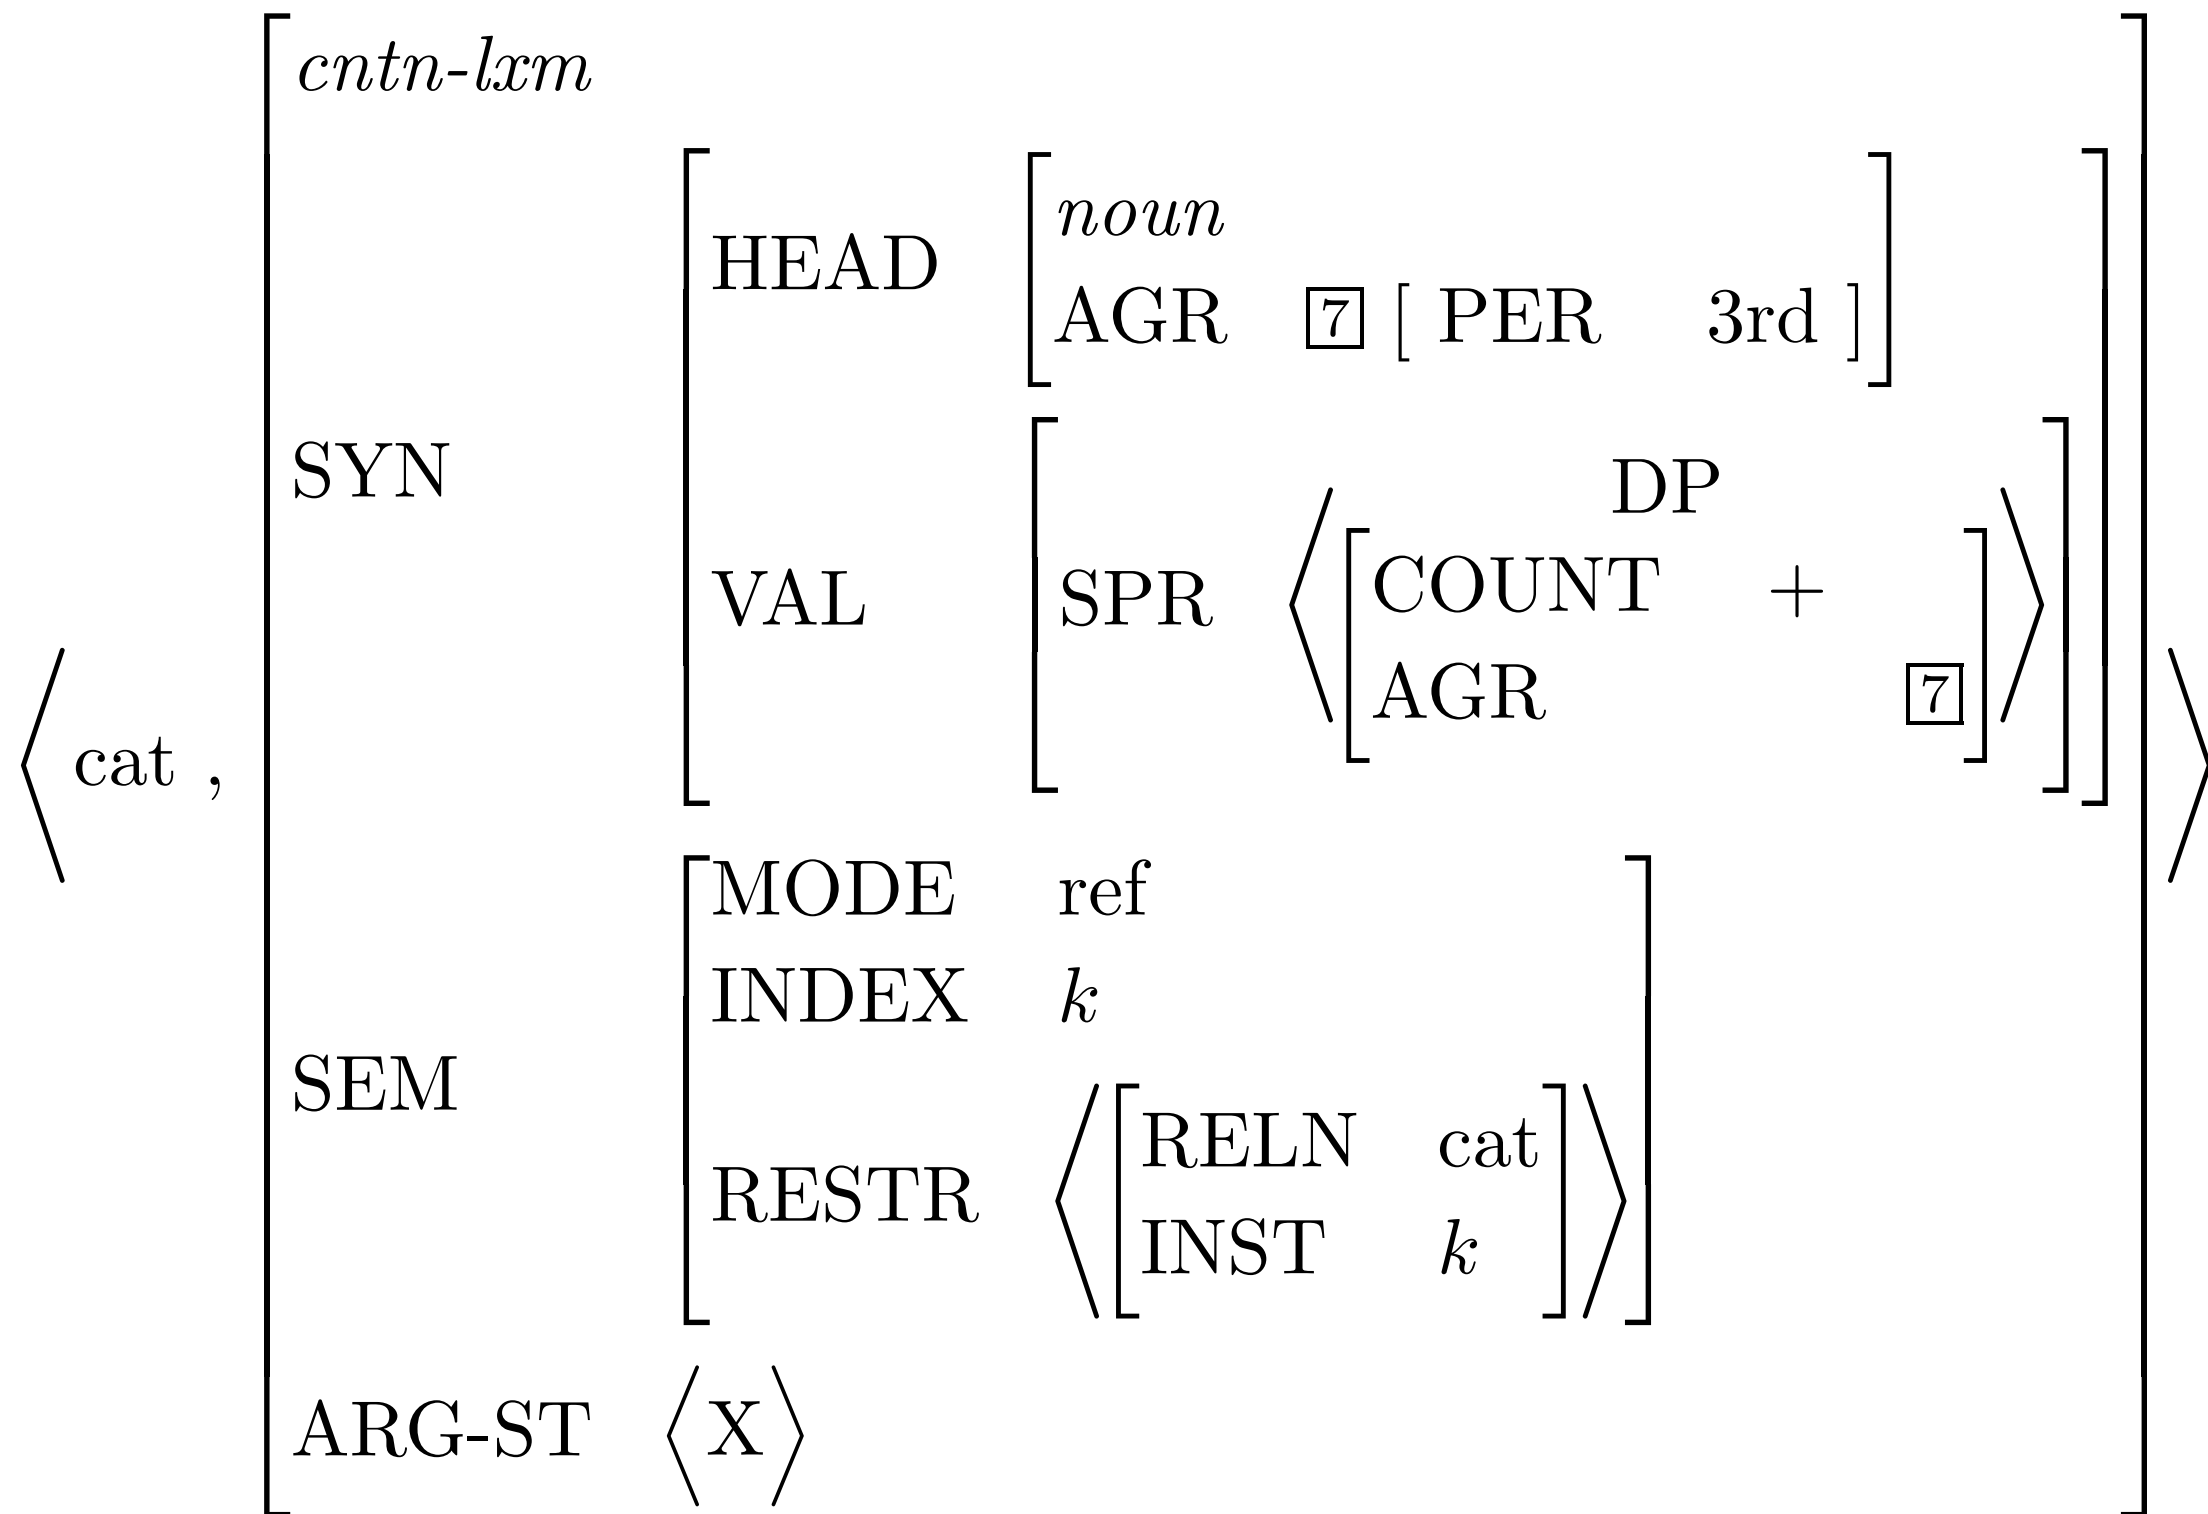 cntn-lxm
noun
HEAD
AGR 7 [ PER 3rd ]
SYN
DP
COUNT +
VAL SPR ⟨ ⟩
AGR 7
⟨cat ,
MODE ref
INDEX k
SEM
RELN cat
RESTR ⟨ ⟩
INST k
ARG-ST ⟨X⟩